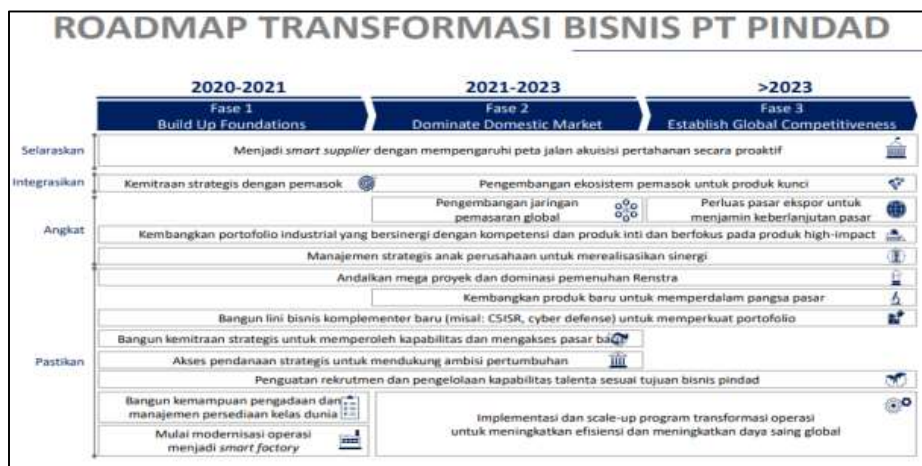 ROADMAP TRANSFORMASI BISNIS PT PINDAD
2020-2021
2021-2023
>2023
Fase 1
Build Up Foundations
Fase 2
Dominate Domestic Market
Fase 3
Establish Global Competitiveness
Selaraskan
Menjadi smart supplier dengan mempengaruhi peta jalan akuisisi pertahanan secara proaktif
Integrasikan
Kemitraan strategis dengan pemasok
Pengembangan ekosistem pemasok untuk produk kunci
Angkat
Pengembangan jaringan
pemasaran global
Perluas pasar ekspor untuk
menjamin keberlanjutan pasar
Kembangkan portofolio industrial yang bersinergi dengan kompetensi dan produk inti dan berfokus pada produk high-impact
Manajemen strategis anak perusahaan untuk merealisasikan sinergi
Pastikan
Andalkan mega proyek dan dominasi pemenuhan Renstra
Kembangkan produk baru untuk memperdalam pangsa pasar
Bangun lini bisnis komplementer baru (misal: CSISR, cyber defense) untuk memperkuat portofolio
Bangun kemitraan strategis untuk memperoleh kapabilitas dan mengakses pasar
Akses pendanaan strategis untuk mendukung ambisi pertumbuhan
Penguatan rekrutmen dan pengelolaan kapabilitas talenta sesuai tujuan bisnis pindad
Bangun kemampuan pengadaan dan
manajemen persediaan kelas dunia
Mulai modernisasi operasi
menjadi smart factory
Implementasi dan scale-up program transformasi operasi
untuk meningkatkan efisiensi dan meningkatkan daya saing global